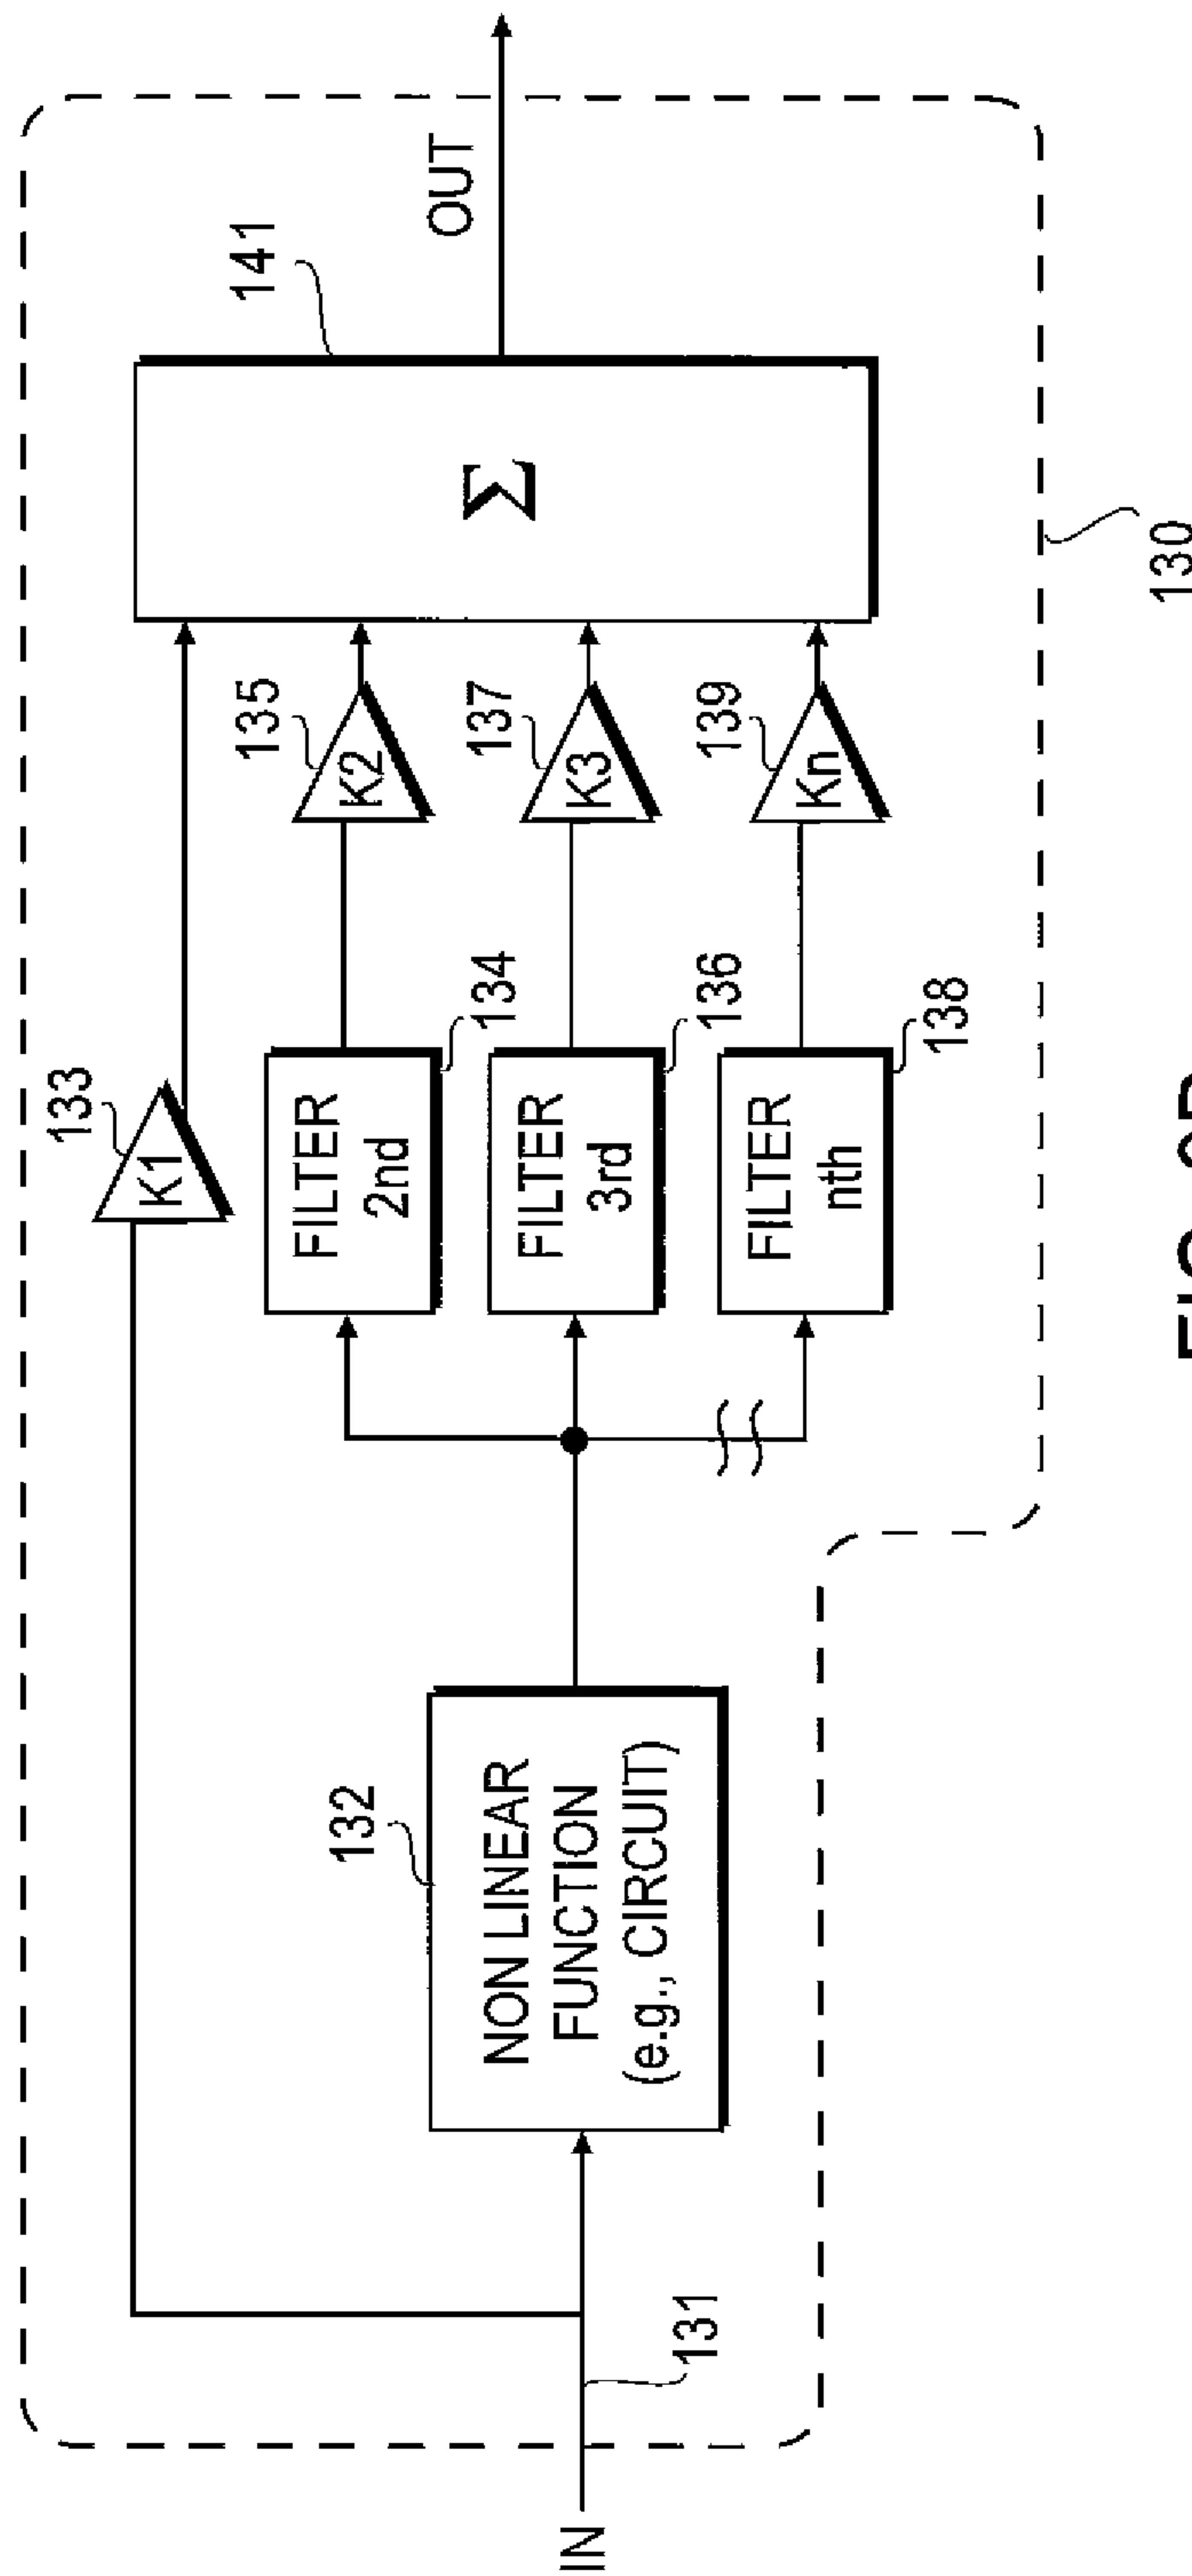 133
K1
141
OUT
135
K2
FILTER
2nd
134
137
K3
Σ
132
NON LINEAR
FUNCTION
(e.g., CIRCUIT)
FILTER
3rd
136
139
Kn
IN
131
FILTER
nth
138
130